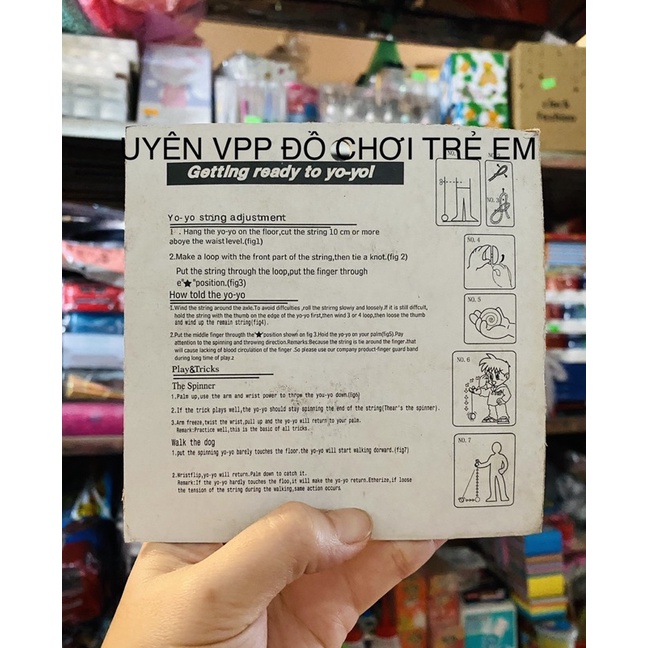 UYÊN VPP ĐỒ CHƠI TRẺ EM
Getting ready to yo-yo!
Yo-yo string adjustment
1 . Hang the yo-yo on the floor,cut the string 10 cm or more
aboye the waist level.(fig1)
2.Make a loop with the front part of the string,then tie a knot.(fig 2)
Put the string through the loop,put the finger through
e"★"position.(fig3)
How told the yo-yo
1.Wind the string around the axle.To avoid difficulties ,roll the strirng slowly and loosely.If it is still difficult,
hold the string with the thumb on the edge of the yo-yo first,then wind 3 or 4 loop,then loose the thumb
and wind up the remain string(fig4).
2.Put the middle finger throungh the"★"position shown on fig 3.Hold the yo-yo on your palm(fig5).Pay
attention to the spinning and throwing direction.Remarks:Because the string is tie around the finger.that
will cause lacking of blood circulation of the finger .So please use our company product-finger guard band
during long time of play.z
Play&Tricks
The Spinner
1.Palm up,use the arm and wrist power to throw the you-yo down.
2.If the trick plays well,the yo-yo should stay spinning the end of the string(Thear's the spinner).
3.Arm freeze,twist the wrist,pull up and the yo-yo will return to your palm.
Remark:Practice well,this is the basic of all tricks.
Walk the dog
1.put the spinning yo-yo barely touches the floor.the yo-yo will start walking dorward.(fig7)
2.Wristflip,yo-yo will return.Palm down to catch it.
Remark:If the yo-yo hardly touches the floo,it will make the yo-yo return.Etherize,if loose
the tension of the string during the walking,same action occurs
NO. 3
NO. 4
NO. 5
NO. 6
NO. 7